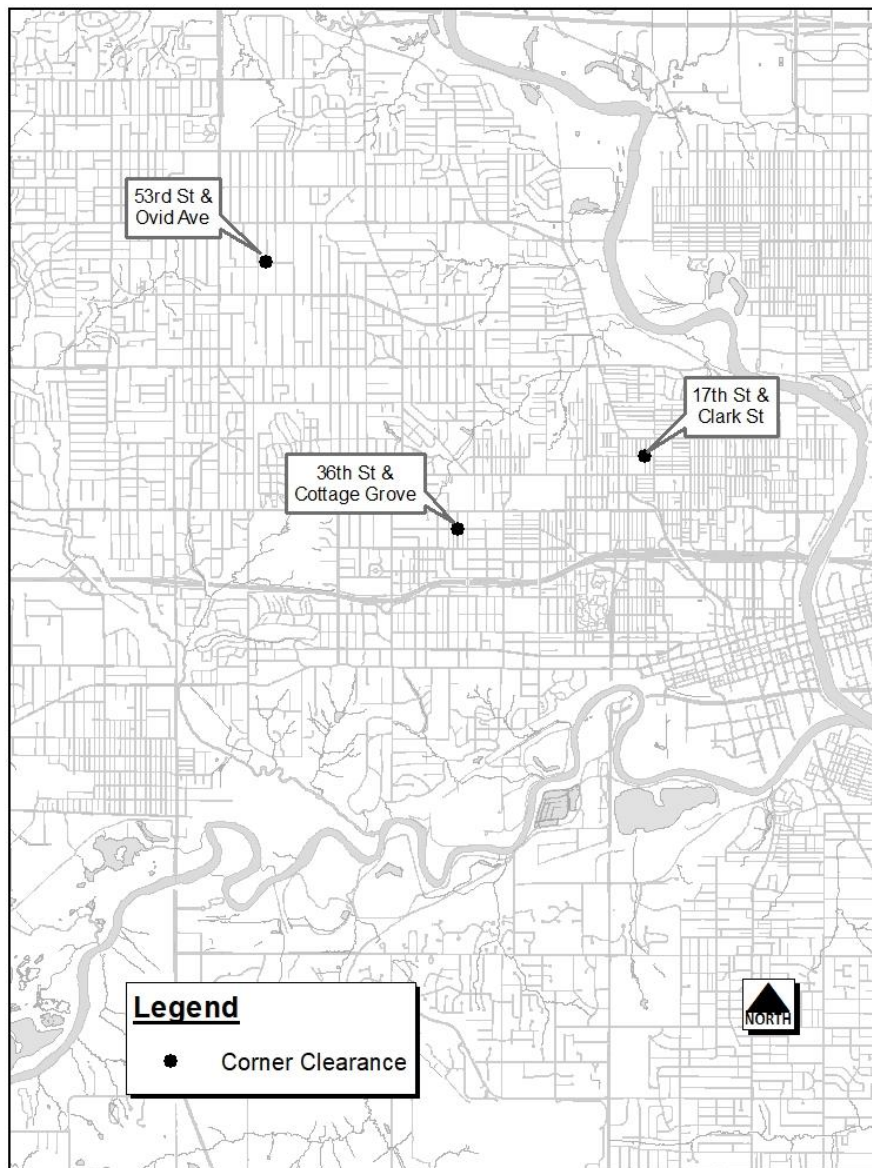 53rd St &
Ovid Ave
17th St &
Clark St
36th St &
Cottage Grove
Legend
Corner Clearance
NORTH